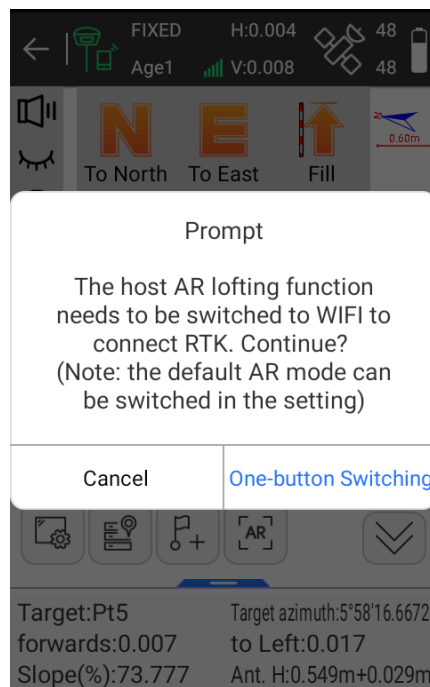 FIXED H:0.004 48
Age1 V:0.008 48
N E
To North To East Fill
0.60m
Prompt
The host AR lofting function
needs to be switched to WIFI to
connect RTK. Continue?
(Note: the default AR mode can
be switched in the setting)
Cancel One-button Switching
AR
Target:Pt5 Target azimuth:5°58'16.6672
forwards:0.007 to Left:0.017
Slope(%):73.777 Ant. H:0.549m+0.029m